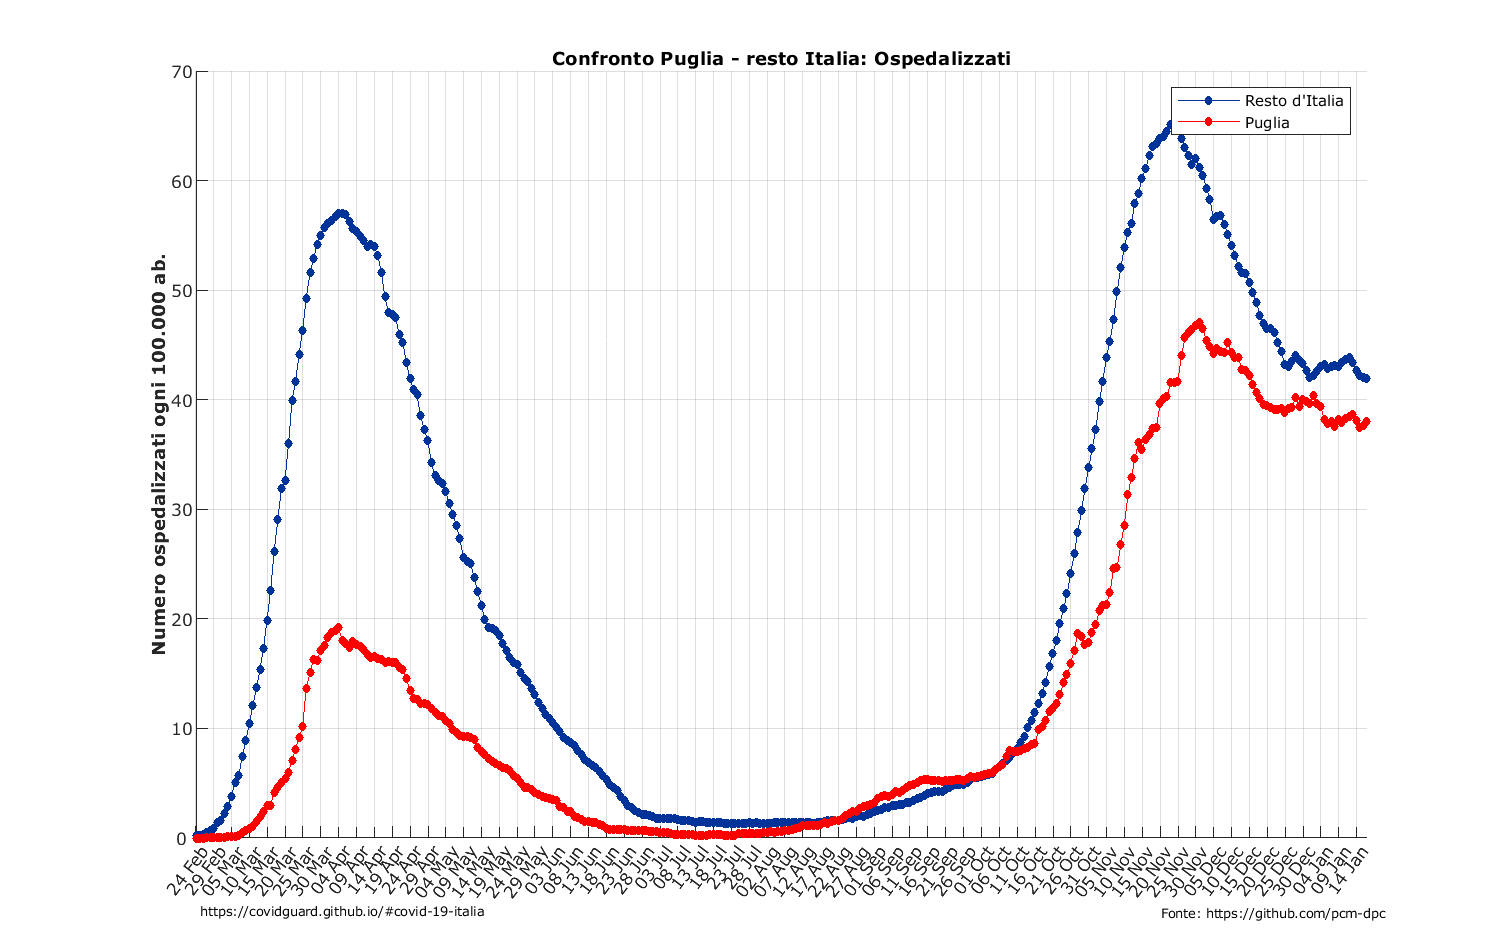 Confronto Puglia - resto Italia: Ospedalizzati
Resto d'Italia
Puglia
Numero ospedalizzati ogni 100.000 ab.
70
60
50
40
30
20
10
0
24 Feb
29 Feb
05 Mar
10 Mar
15 Mar
20 Mar
25 Mar
30 Mar
04 Apr
09 Apr
14 Apr
19 Apr
24 Apr
29 Apr
04 May
09 May
14 May
19 May
24 May
29 May
03 Jun
08 Jun
13 Jun
18 Jun
23 Jun
28 Jun
03 Jul
08 Jul
13 Jul
18 Jul
23 Jul
28 Jul
02 Aug
07 Aug
12 Aug
17 Aug
22 Aug
27 Aug
01-Sep
06-Sep
11-Sep
16-Sep
21-Sep
26-Sep
01 Oct
06 Oct
11 Oct
16 Oct
21 Oct
26 Oct
31 Oct
05 Nov
10 Nov
15 Nov
20 Nov
25 Nov
30 Nov
05 Dec
10 Dec
15 Dec
20 Dec
25 Dec
30 Dec
04 Jan
09 Jan
14 Jan
https://covidguard.github.io/#covid-19-italia
Fonte: https://github.com/pcm-dpc